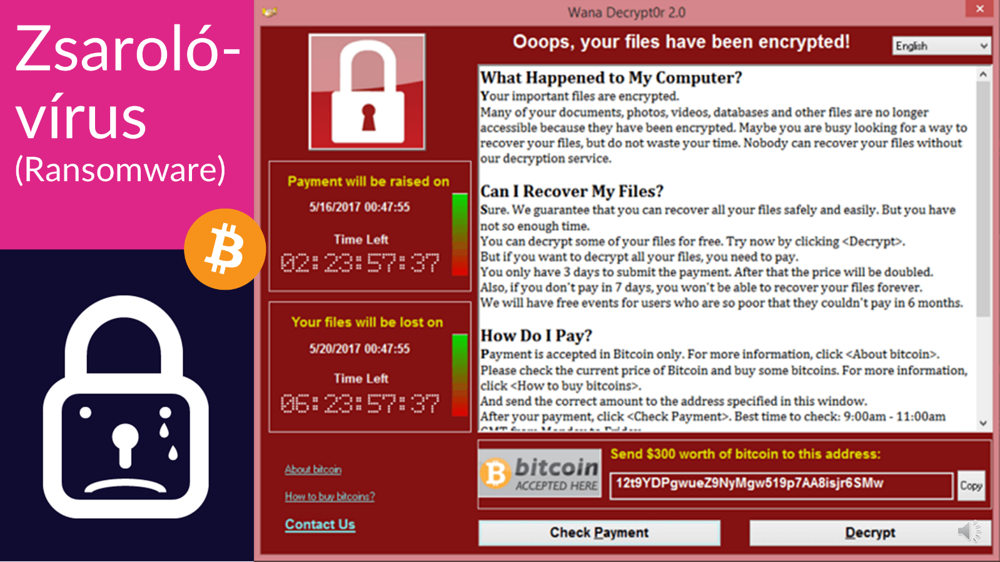 Zsaroló-
vírus
(Ransomware)
Wana Decrypt0r 2.0
Ooops, your files have been encrypted!
English
Payment will be raised on
5/16/2017 00:47:55
Time Left
02:23:57:37
Your files will be lost on
5/20/2017 00:47:55
Time Left
06:23:57:37
About bitcoin
How to buy bitcoins?
Contact Us
What Happened to My Computer?
Your important files are encrypted.
Many of your documents, photos, videos, databases and other files are no longer
accessible because they have been encrypted. Maybe you are busy looking for a way to
recover your files, but do not waste your time. Nobody can recover your files without
our decryption service.
Can I Recover My Files?
Sure. We guarantee that you can recover all your files safely and easily. But you have
not so enough time.
You can decrypt some of your files for free. Try now by clicking <Decrypt>.
But if you want to decrypt all your files, you need to pay.
You only have 3 days to submit the payment. After that the price will be doubled.
Also, if you don't pay in 7 days, you won't be able to recover your files forever.
We will have free events for users who are so poor that they couldn't pay in 6 months.
How Do I Pay?
Payment is accepted in Bitcoin only. For more information, click <About bitcoin>.
Please check the current price of Bitcoin and buy some bitcoins. For more information,
click <How to buy bitcoins>.
And send the correct amount to the address specified in this window.
After your payment, click <Check Payment>. Best time to check: 9:00am - 11:00am
GMT from Monday to Friday.
bitcoin
ACCEPTED HERE
Send $300 worth of bitcoin to this address:
12t9YDPgwueZ9NyMgw519p7AA8isjr6SMw
Copy
Check Payment
Decrypt